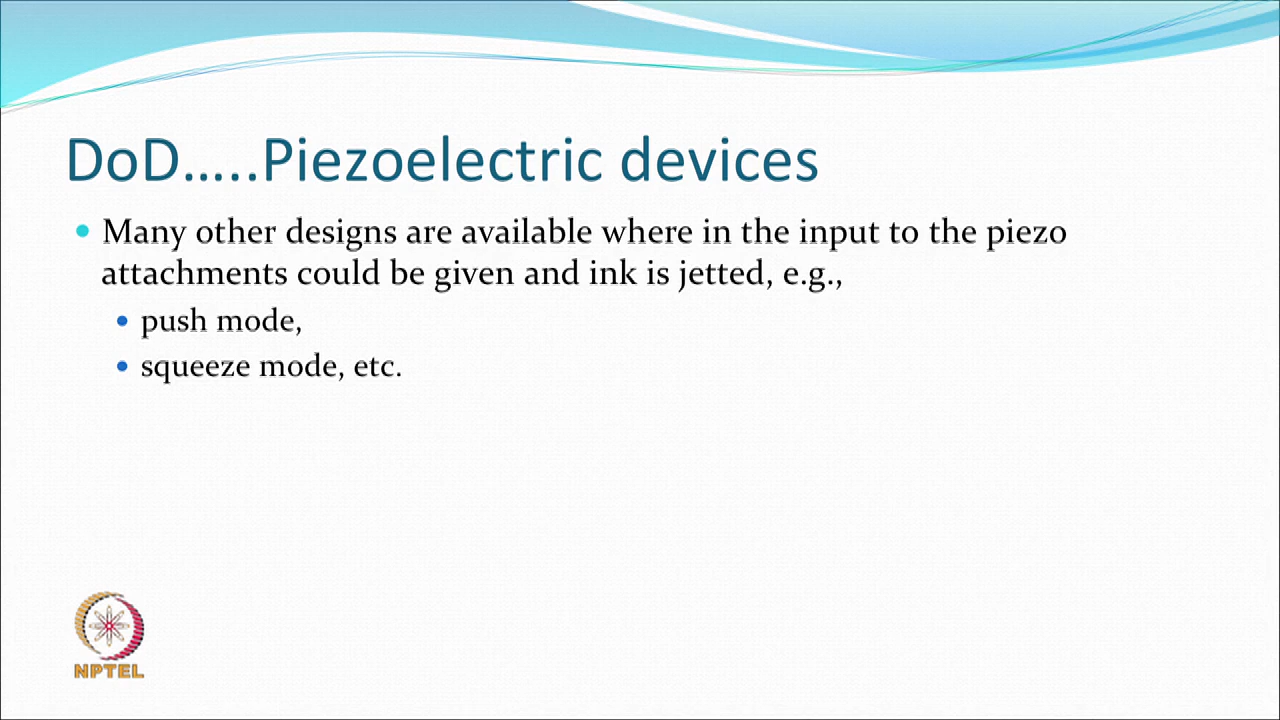 DoD.....Piezoelectric devices
Many other designs are available where in the input to the piezo
attachments could be given and ink is jetted, e.g.,
push mode,
squeeze mode, etc.
NPTEL